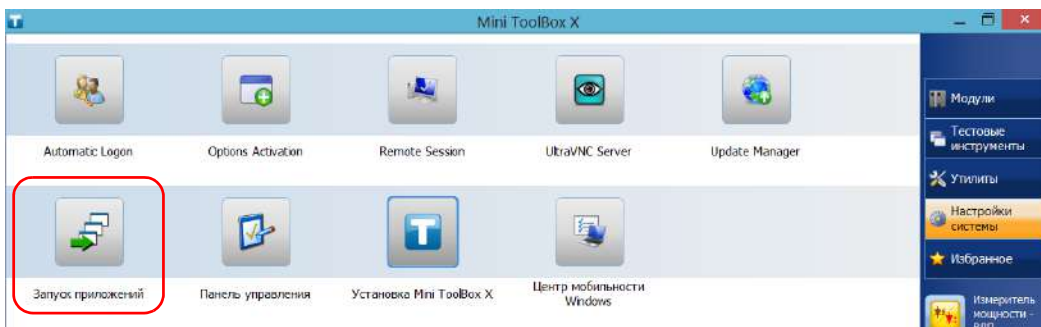 Mini ToolBox X
Automatic Logon
Options Activation
Remote Session
UltraVNC Server
Update Manager
Запуск приложений
Панель управления
Установка Mini ToolBox X
Центр мобильности
Windows
Модули
Тестовые
инструменты
Утилиты
Настройки
системы
Избранное
Измеритель
мощности -